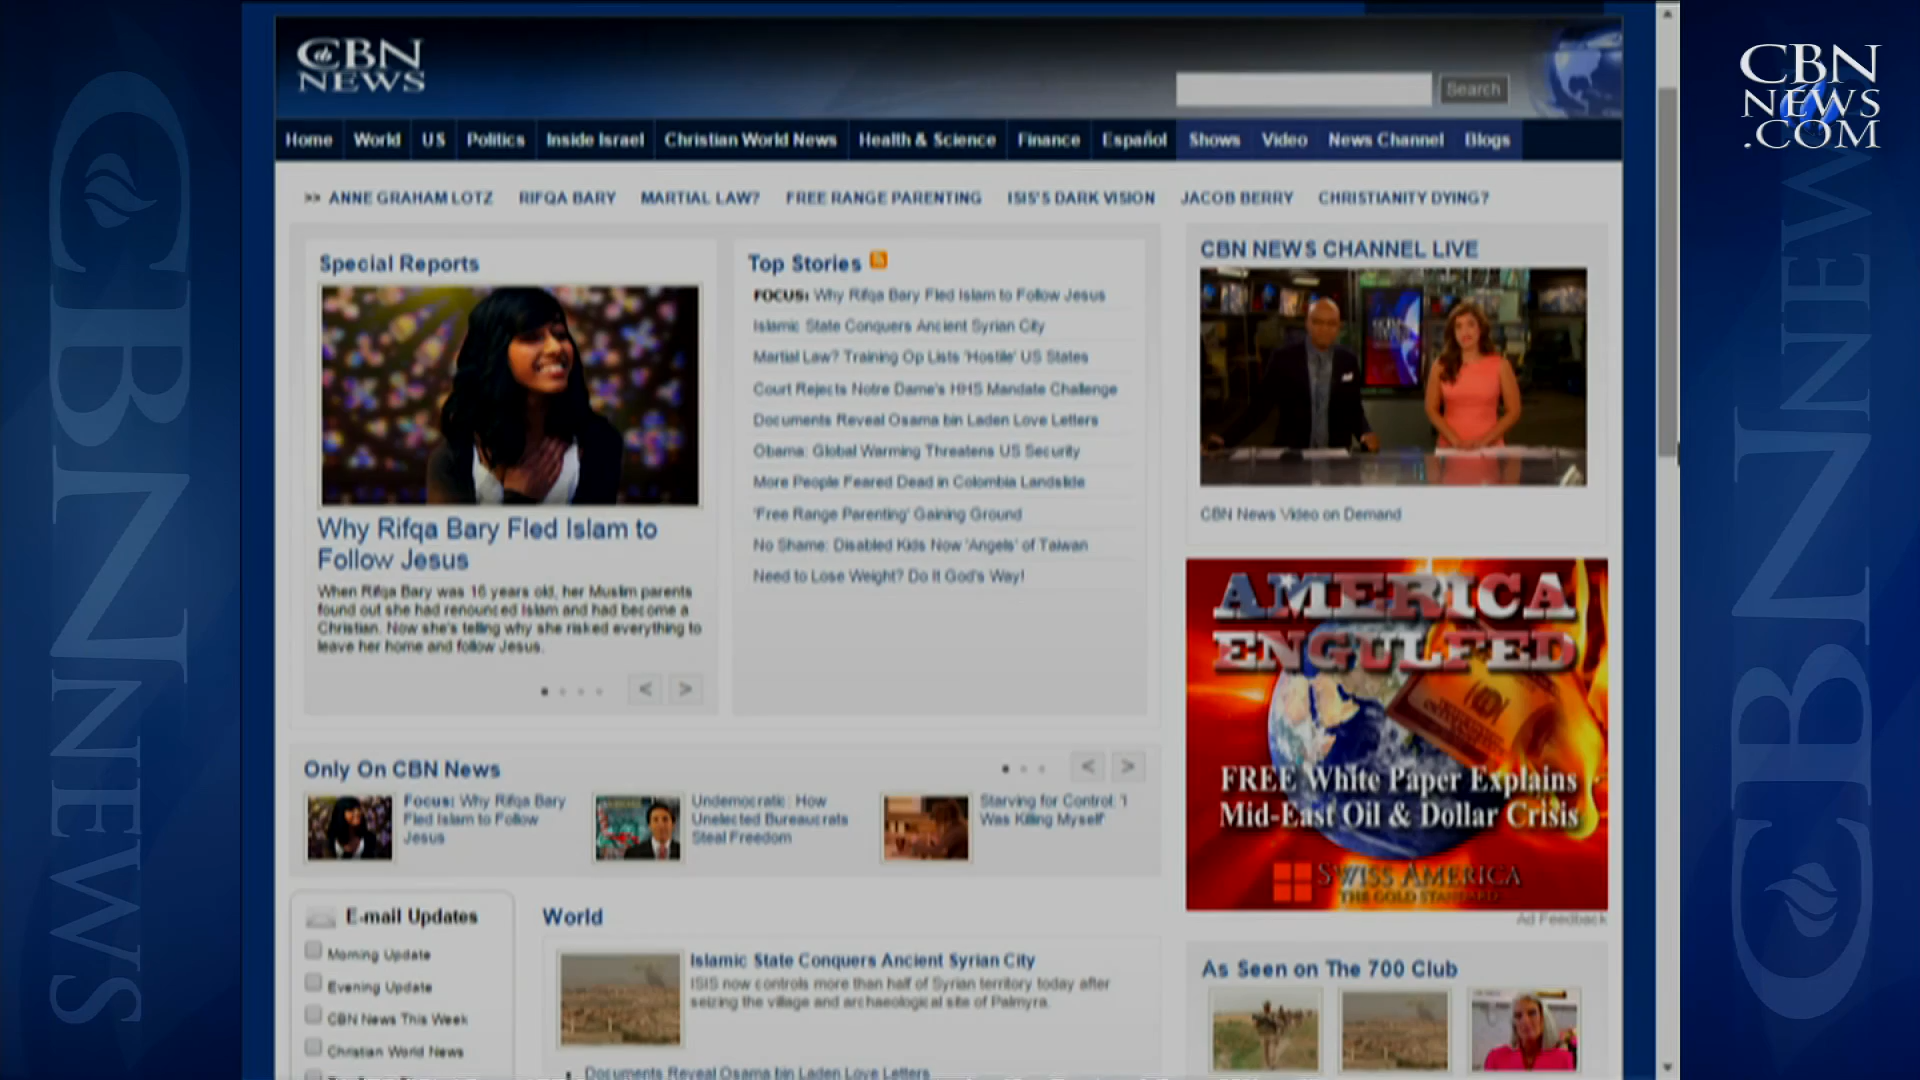 CBN
NEWS
CBN
NEWS
.COM
CBN NEWS
CBN NEWS
Search
Home World US Politics Inside Israel Christian World News Health & Science Finance Español Shows Video News Channel Blogs
>> ANNE GRAHAM LOTZ RIFQA BARY MARTIAL LAW? FREE RANGE PARENTING ISIS'S DARK VISION JACOB BERRY CHRISTIANITY DYING?
Special Reports
Why Rifqa Bary Fled Islam to
Follow Jesus
When Rifqa Bary was 16 years old, her Muslim parents
found out she had renounced Islam and had become a
Christian. Now she's telling why she risked everything to
leave her home and follow Jesus.
< >
Top Stories
FOCUS: Why Rifqa Bary Fled Islam to Follow Jesus
Islamic State Conquers Ancient Syrian City
Martial Law? Training Op Lists 'Hostile' US States
Court Rejects Notre Dame's HHS Mandate Challenge
Documents Reveal Osama bin Laden Love Letters
Obama: Global Warming Threatens US Security
More People Feared Dead in Colombia Landslide
'Free Range Parenting' Gaining Ground
No Shame: Disabled Kids Now 'Angels' of Taiwan
Need to Lose Weight? Do It God's Way!
CBN NEWS CHANNEL LIVE
CBN News Video on Demand
AMERICA
ENGULFED
FREE White Paper Explains
Mid-East Oil & Dollar Crisis
SWISS AMERICA
THE GOLD STANDARD
Ad Feedback
Only On CBN News
< >
Focus: Why Rifqa Bary
Fled Islam to Follow
Jesus
Undemocratic: How
Unelected Bureaucrats
Steal Freedom
Starving for Control: 'I
Was Killing Myself'
E-mail Updates
Morning Update
Evening Update
CBN News This Week
Christian World News
World
Islamic State Conquers Ancient Syrian City
ISIS now controls more than half of Syrian territory today after
seizing the village and archaeological site of Palmyra.
Documents Reveal Osama bin Laden Love Letters
As Seen on The 700 Club